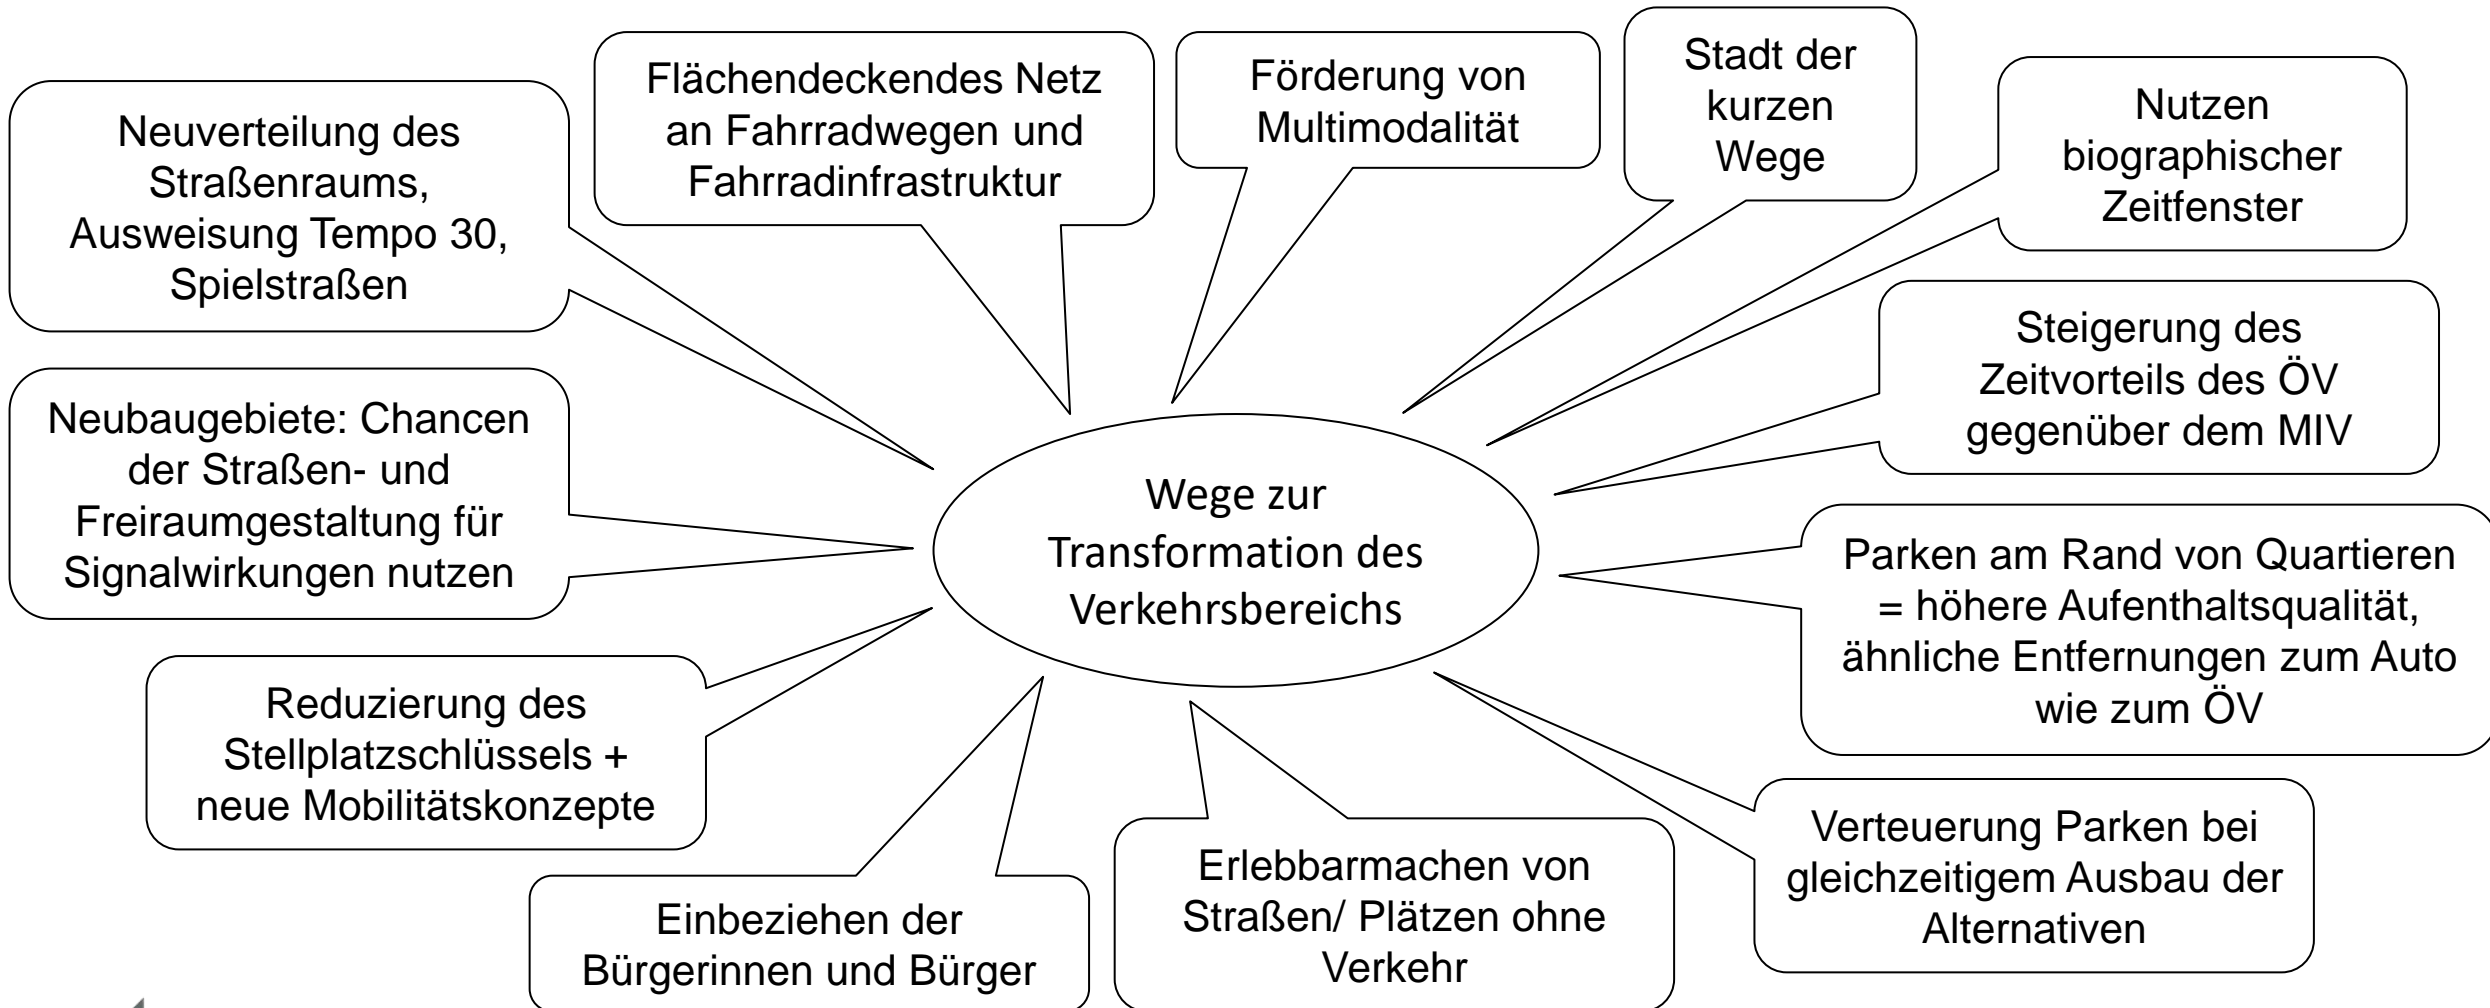 Neuverteilung des
Straßenraums,
Ausweisung Tempo 30,
Spielstraßen
Flächendeckendes Netz
an Fahrradwegen und
Fahrradinfrastruktur
Förderung von
Multimodalität
Stadt der
kurzen
Wege
Nutzen
biographischer
Zeitfenster
Steigerung des
Zeitvorteils des ÖV
gegenüber dem MIV
Neubaugebiete: Chancen
der Straßen- und
Freiraumgestaltung für
Signalwirkungen nutzen
Wege zur
Transformation des
Verkehrsbereichs
Parken am Rand von Quartieren
= höhere Aufenthaltsqualität,
ähnliche Entfernungen zum Auto
wie zum ÖV
Reduzierung des
Stellplatzschlüssels +
neue Mobilitätskonzepte
Einbeziehen der
Bürgerinnen und Bürger
Erlebbarmachen von
Straßen/ Plätzen ohne
Verkehr
Verteuerung Parken bei
gleichzeitigem Ausbau der
Alternativen